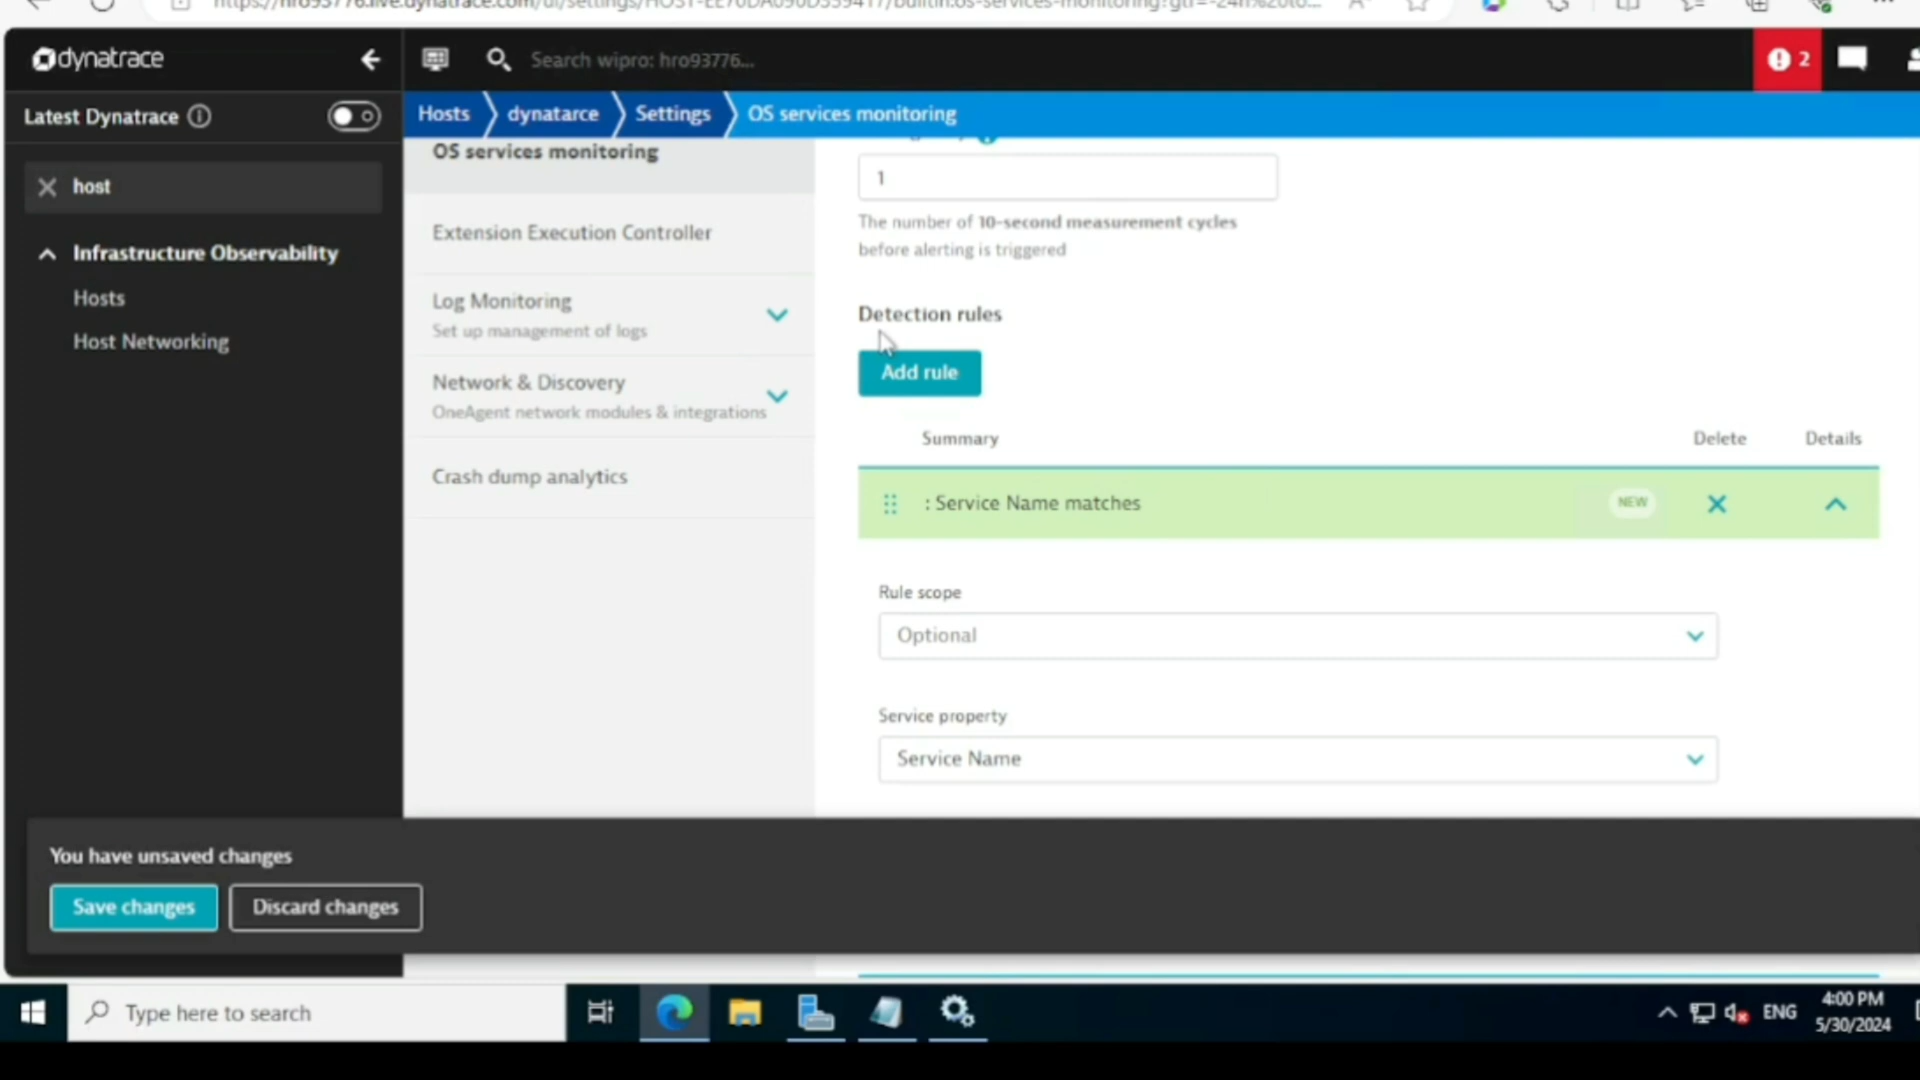 dynatrace
Search wipro: hro93776...
2
Latest Dynatrace
Hosts
dynatarce
Settings
OS services monitoring
host
Infrastructure Observability
Hosts
Host Networking
OS services monitoring
Extension Execution Controller
Log Monitoring
Set up management of logs
Network & Discovery
OneAgent network modules & integrations
Crash dump analytics
1
The number of 10-second measurement cycles
before alerting is triggered
Detection rules
Add rule
Summary
Delete
Details
: Service Name matches
NEW
Rule scope
Optional
Service property
Service Name
You have unsaved changes
Save changes
Discard changes
Type here to search
ENG
4:00 PM
5/30/2024